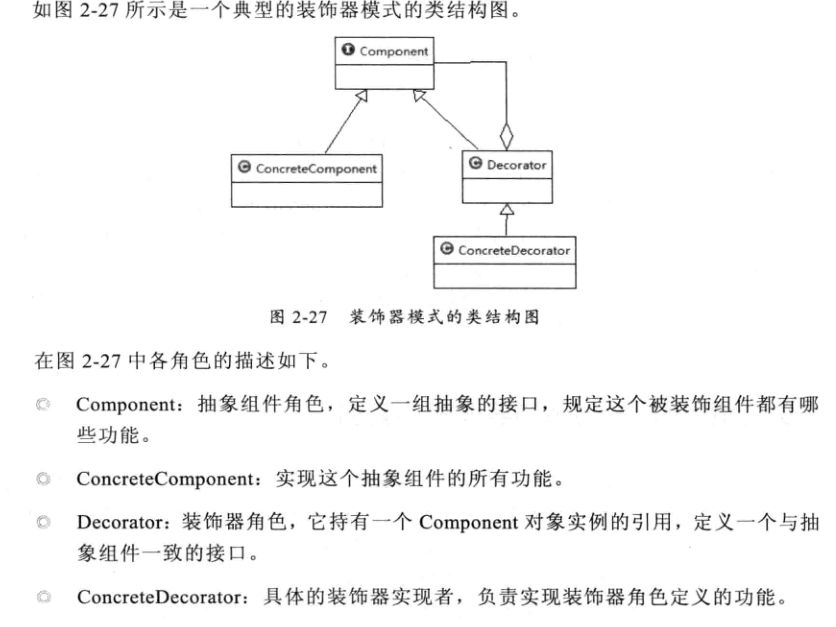 如图 2-27 所示是一个典型的装饰器模式的类结构图。
I Component
C ConcreteComponent
C Decorator
C ConcreteDecorator
图 2-27 装饰器模式的类结构图
在图 2-27 中各角色的描述如下。
◎ Component：抽象组件角色，定义一组抽象的接口，规定这个被装饰组件都有哪
些功能。
◎ ConcreteComponent：实现这个抽象组件的所有功能。
◎ Decorator：装饰器角色，它持有一个 Component 对象实例的引用，定义一个与抽
象组件一致的接口。
◎ ConcreteDecorator：具体的装饰器实现者，负责实现装饰器角色定义的功能。